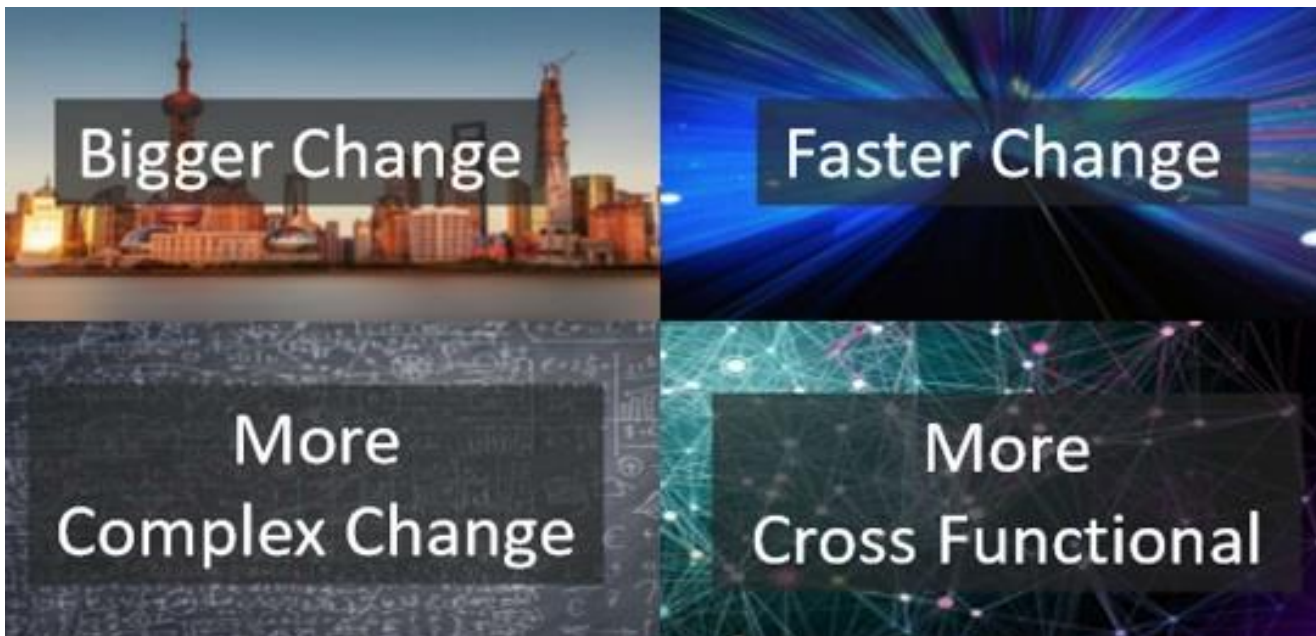 Bigger Change
Faster Change
More
Complex Change
More
Cross Functional